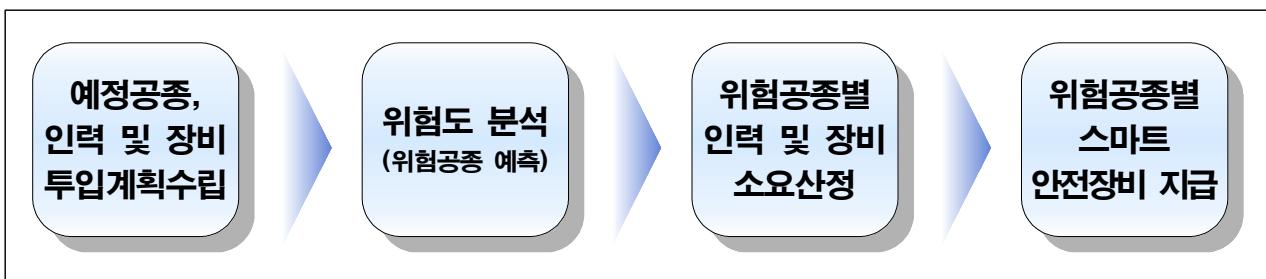 예정공종,
인력 및 장비
투입계획수립
위험도 분석
(위험공종 예측)
위험공종별
인력 및 장비
소요산정
위험공종별
스마트
안전장비 지급